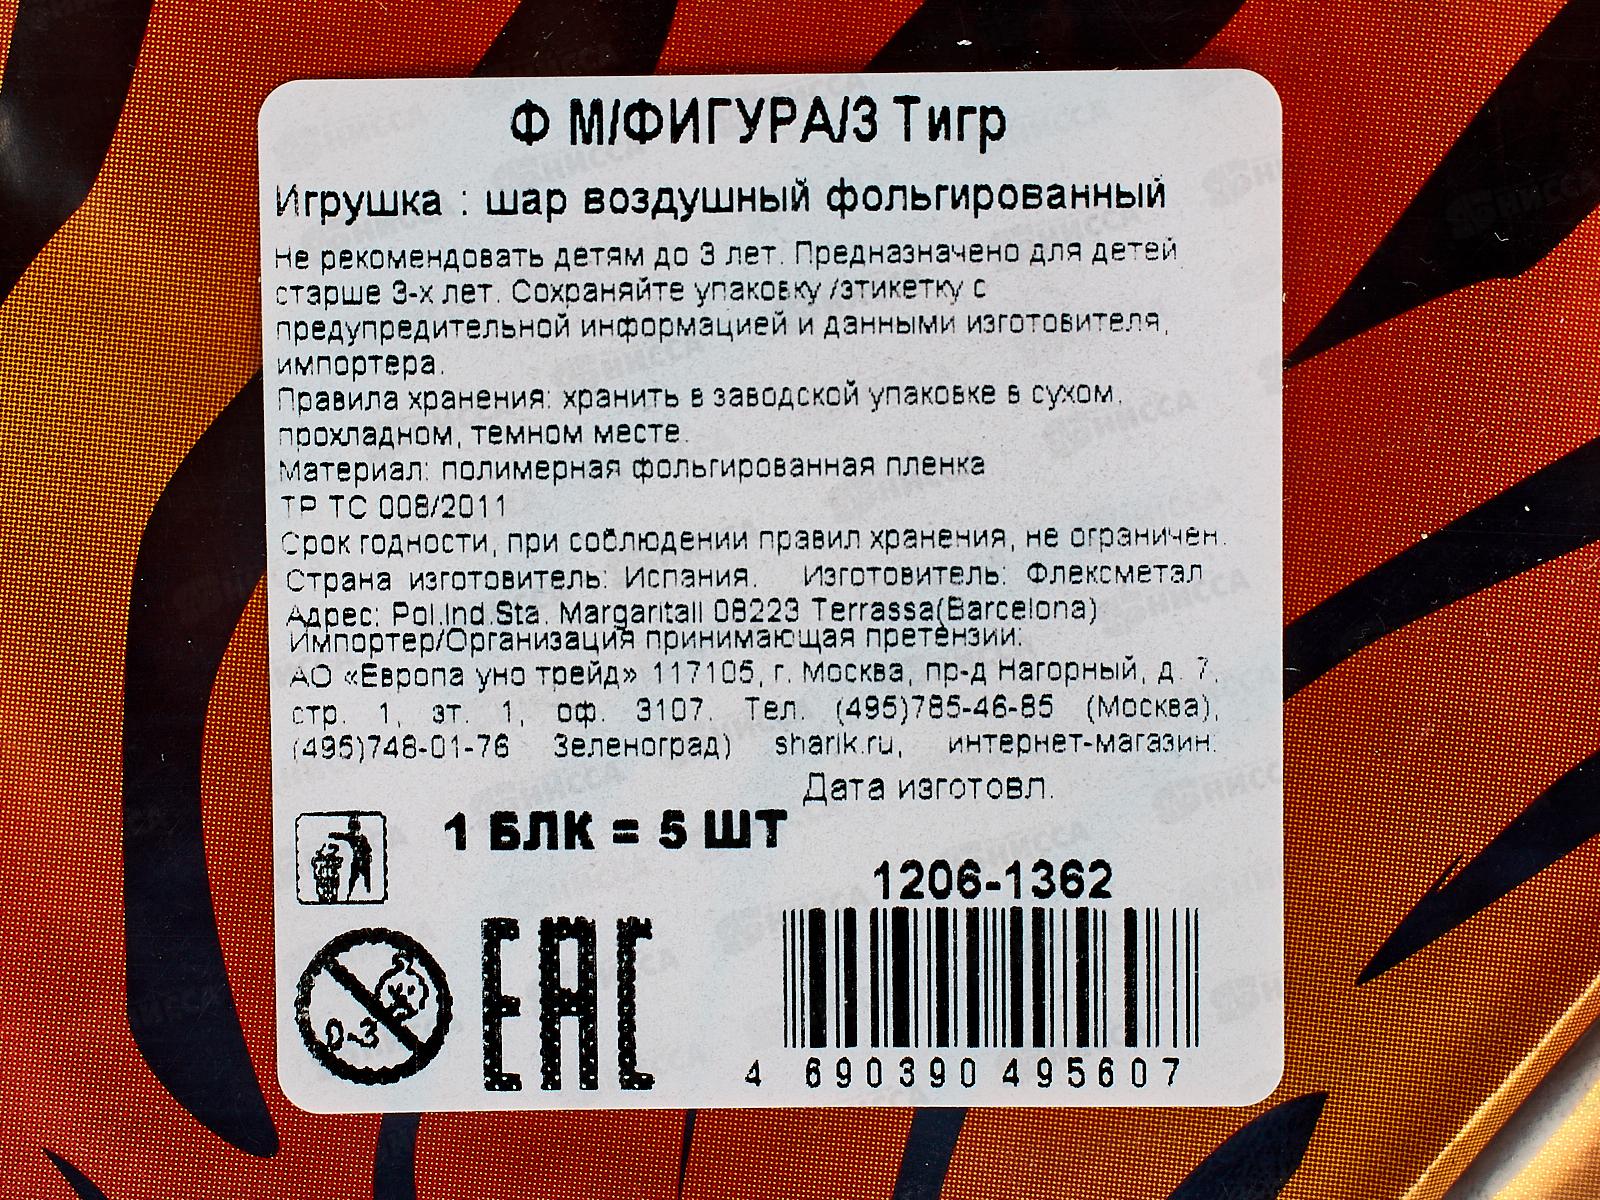 Ф М/ФИГУРА/3 Тигр
Игрушка : шар воздушный фольгированный
Не рекомендовать детям до 3 лет. Предназначено для детей
старше 3-х лет. Сохраняйте упаковку /этикетку с
предупредительной информацией и данными изготовителя,
импортера.
Правила хранения: хранить в заводской упаковке в сухом,
прохладном, темном месте.
Материал: полимерная фольгированная пленка
ТР ТС 008/2011
Срок годности, при соблюдении правил хранения, не ограничен.
Страна изготовитель: Испания. Изготовитель: Флексметал
Адрес: Pol.Ind.Sta. Margaritall 08223 Terrassa(Barcelona)
Импортер/Организация принимающая претензии:
АО «Европа уно трейд» 117105, г. Москва, пр-д Нагорный, д. 7,
стр. 1, эт. 1, оф. 3107. Тел. (495)785-46-85 (Москва),
(495)748-01-76 Зеленоград) sharik.ru, интернет-магазин:
Дата изготовл.
1 БЛК = 5 ШТ
1206-1362
0-3
EAC
4 690390 495607